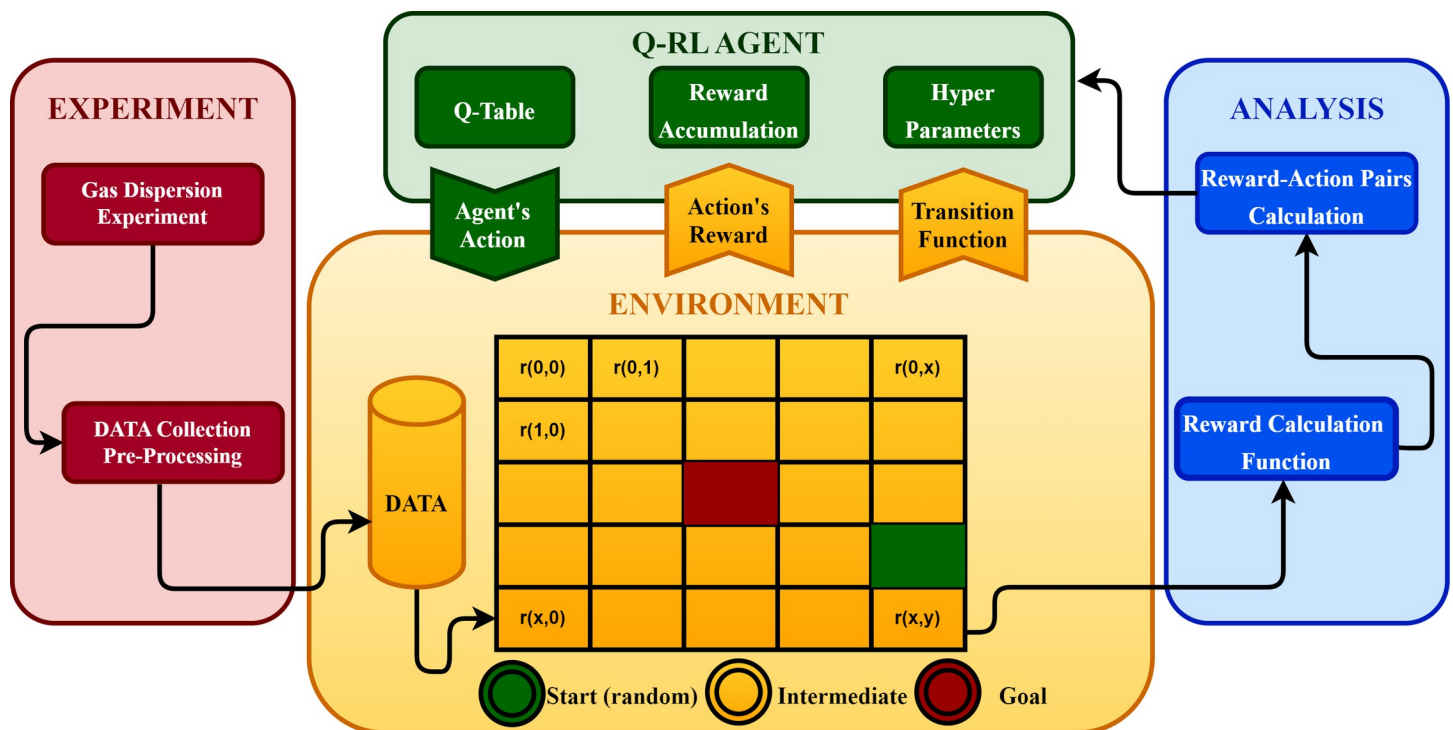 EXPERIMENT
Gas Dispersion
Experiment
DATA Collection
Pre-Processing
Q-RL AGENT
Q-Table
Reward
Accumulation
Hyper
Parameters
Agent's
Action
Action's
Reward
Transition
Function
ENVIRONMENT
DATA
r(0,0)
r(0,1)
r(0,x)
r(1,0)
r(x,0)
r(x,y)
Start (random)
Intermediate
Goal
ANALYSIS
Reward-Action Pairs
Calculation
Reward Calculation
Function